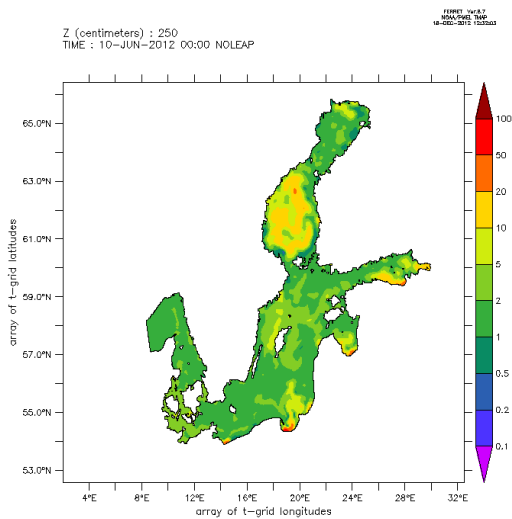 FERRET Ver.6.7
NOAA/PMEL TMAP
18-DEC-2012 12:32:03
Z (centimeters) : 250
TIME : 10-JUN-2012 00:00 NOLEAP
65.0°N
63.0°N
61.0°N
59.0°N
57.0°N
55.0°N
53.0°N
array of t-grid latitudes
4°E 8°E 12°E 16°E 20°E 24°E 28°E 32°E
array of t-grid longitudes
100
50
20
10
5
2
1
0.5
0.2
0.1